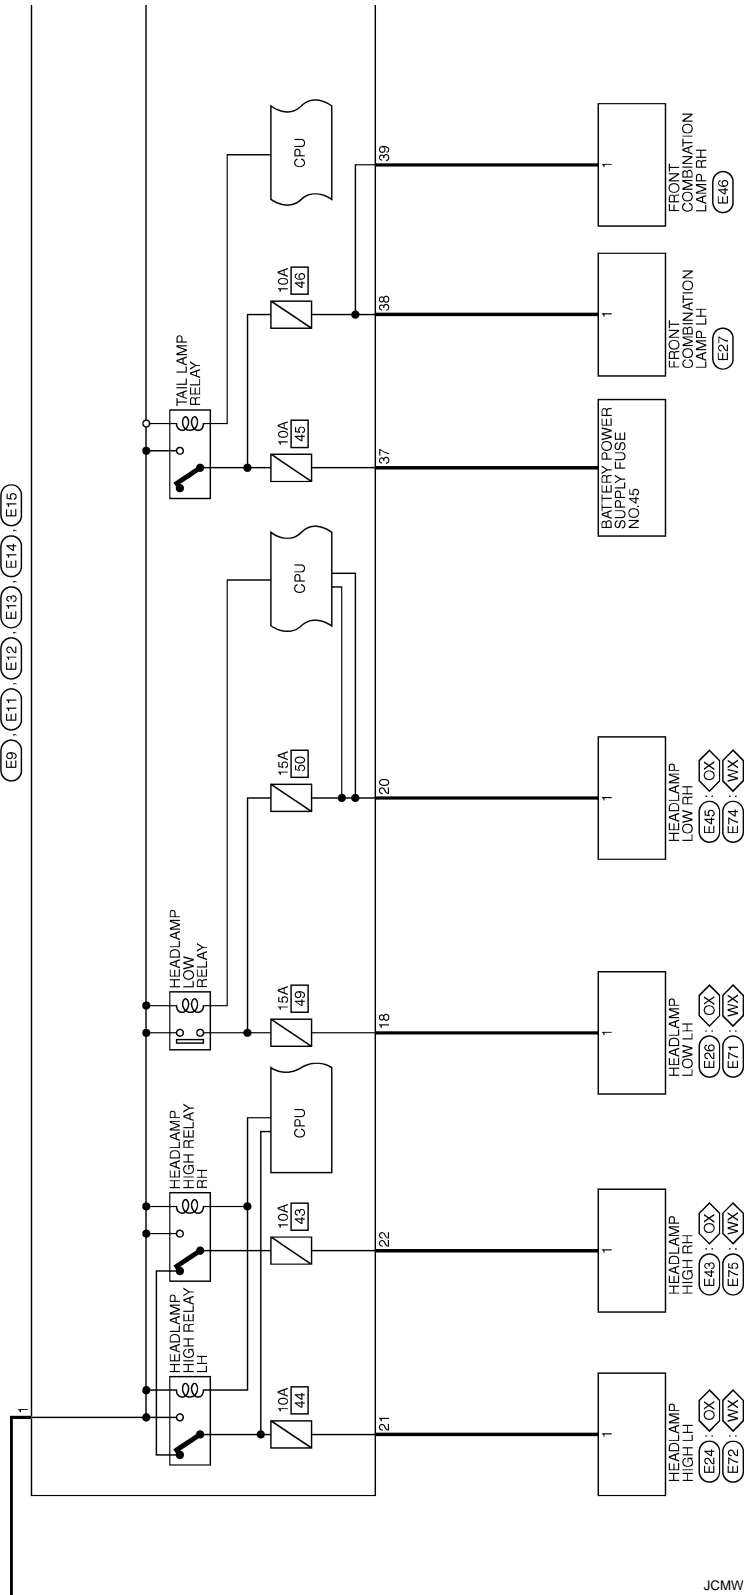 E9 , E11 , E12 , E13 , E14 , E15
1
HEADLAMP
HIGH RELAY
LH
HEADLAMP
HIGH RELAY
RH
HEADLAMP
LOW
RELAY
TAIL LAMP
RELAY
10A
44
10A
43
CPU
15A
49
15A
50
CPU
10A
45
10A
46
CPU
21
22
18
20
37
38
39
1
HEADLAMP
HIGH LH
E24 : OX
E72 : WX
1
HEADLAMP
HIGH RH
E43 : OX
E75 : WX
1
HEADLAMP
LOW LH
E26 : OX
E71 : WX
1
HEADLAMP
LOW RH
E45 : OX
E74 : WX
BATTERY POWER
SUPPLY FUSE
NO.45
1
FRONT
COMBINATION
LAMP LH
E27
1
FRONT
COMBINATION
LAMP RH
E46
JCMW